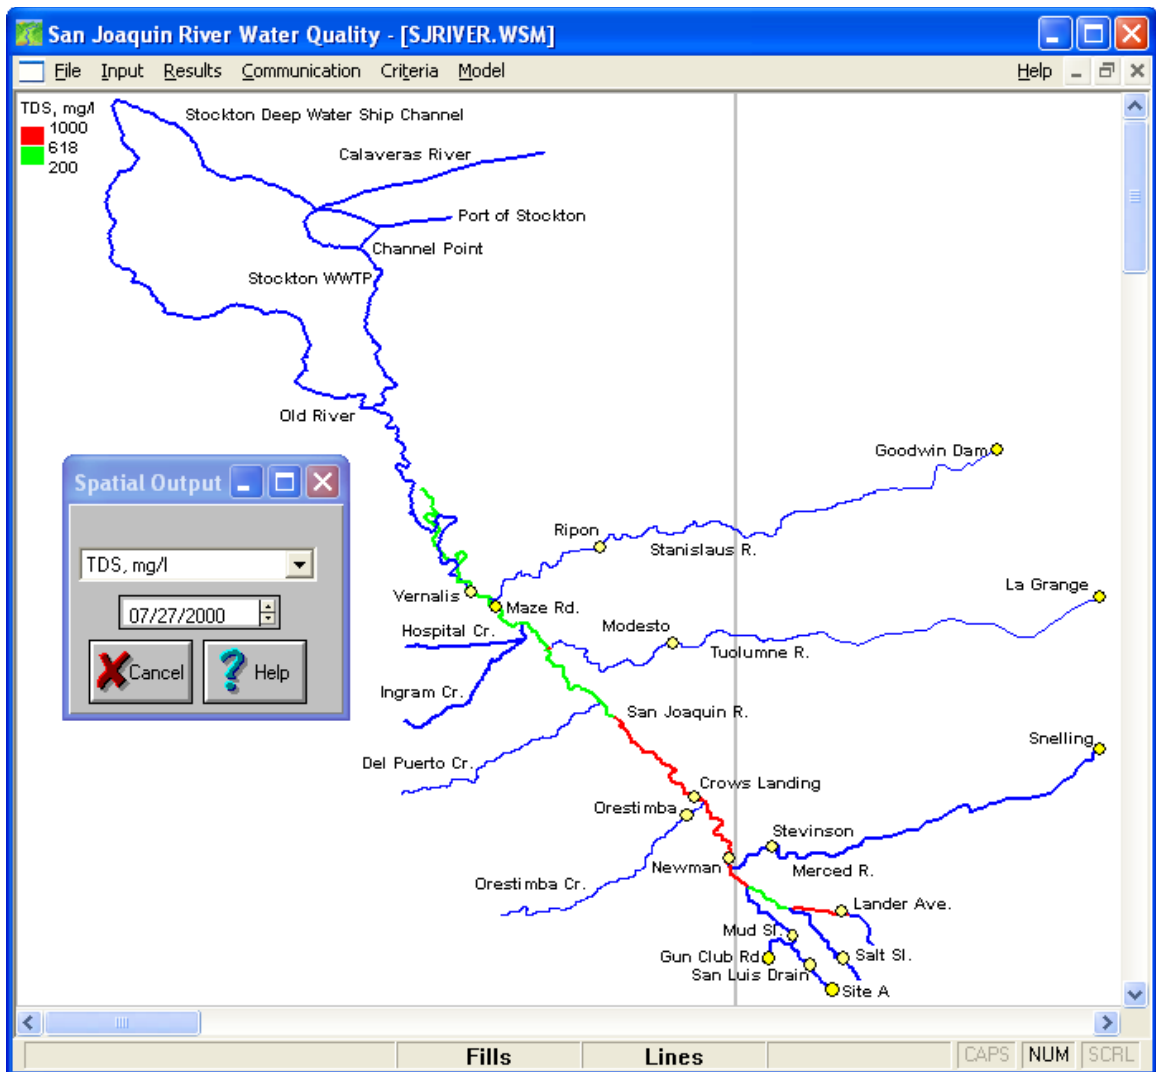 San Joaquin River Water Quality - [SJRIVER.WSM]
File Input Results Communication Criteria Model Help
TDS, mg/l
1000
618
200
Stockton Deep Water Ship Channel
Calaveras River
Port of Stockton
Channel Point
Stockton WWTP
Old River
Goodwin Dam
Spatial Output
Ripon
Stanislaus R.
TDS, mg/l
La Grange
Vernalis
Maze Rd.
07/27/2000
Hospital Cr.
Modesto
Tuolumne R.
Cancel
Help
Ingram Cr.
San Joaquin R.
Snelling
Del Puerto Cr.
Crows Landing
Orestimba
Stevinson
Newman
Merced R.
Orestimba Cr.
Lander Ave.
Mud Sl.
Gun Club Rd
Salt Sl.
San Luis Drain
Site A
Fills Lines CAPS NUM SCRL